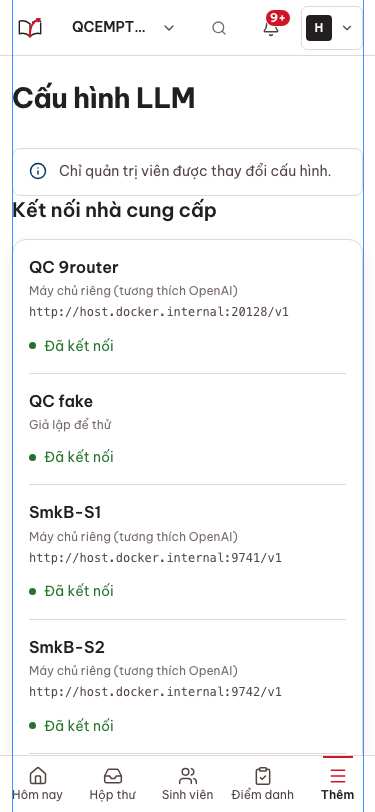 QCEMPT...
9+
H
Cấu hình LLM
Chỉ quản trị viên được thay đổi cấu hình.
Kết nối nhà cung cấp
QC 9router
Máy chủ riêng (tương thích OpenAI)
http://host.docker.internal:20128/v1
Đã kết nối
QC fake
Giả lập để thử
Đã kết nối
SmkB-S1
Máy chủ riêng (tương thích OpenAI)
http://host.docker.internal:9741/v1
Đã kết nối
SmkB-S2
Máy chủ riêng (tương thích OpenAI)
http://host.docker.internal:9742/v1
Đã kết nối
Hôm nay
Hộp thư
Sinh viên
Điểm danh
Thêm